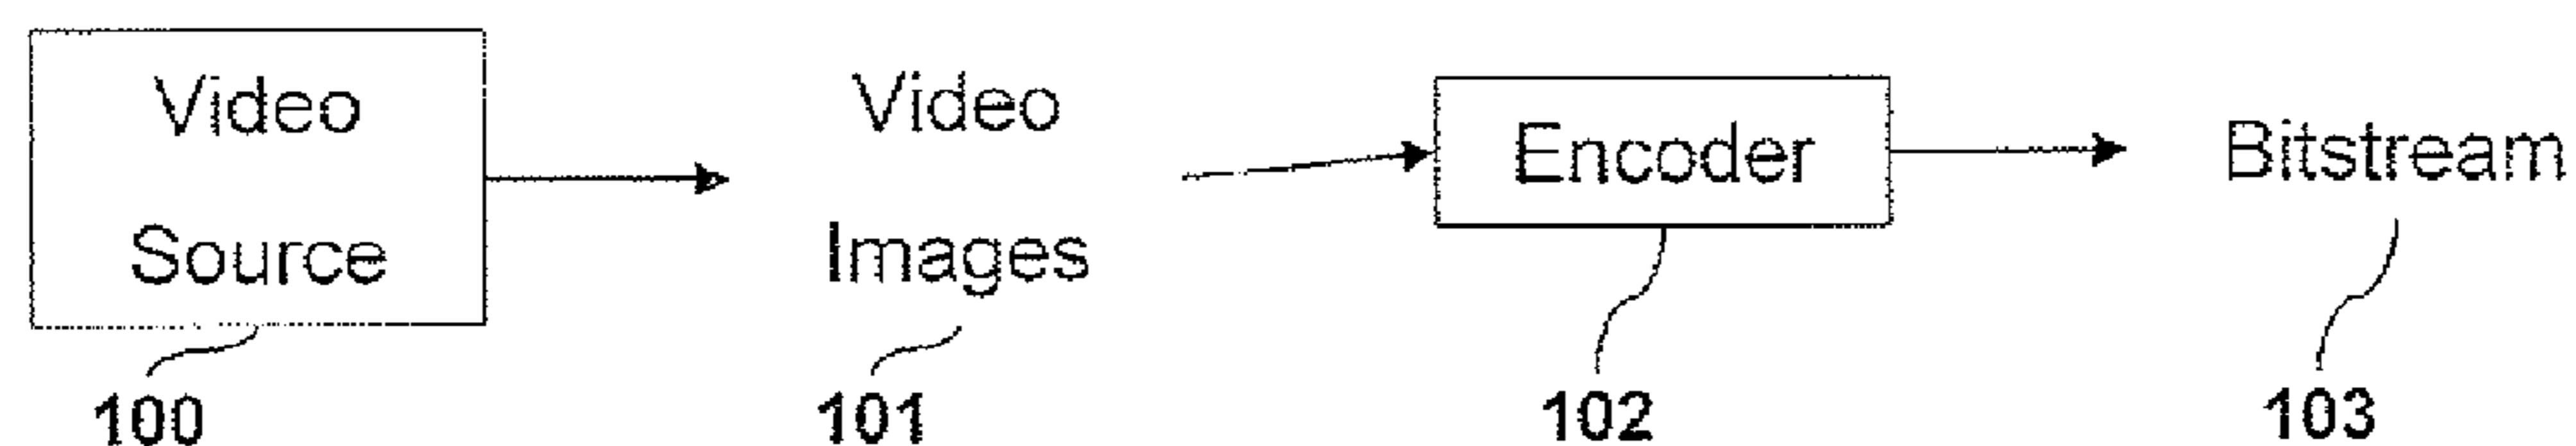 Video
Source
Video
Images
Encoder
Bitstream
100
101
102
103